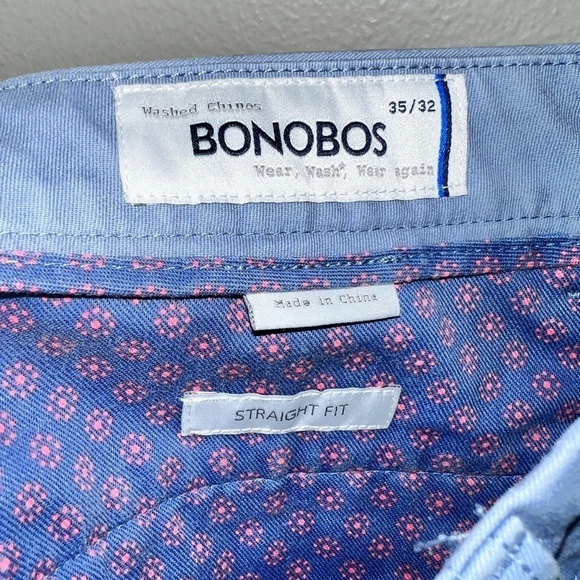 Washed Chinos
35/32
BONOBOS
Wear, Wash*, Wear again
Made in China
STRAIGHT FIT